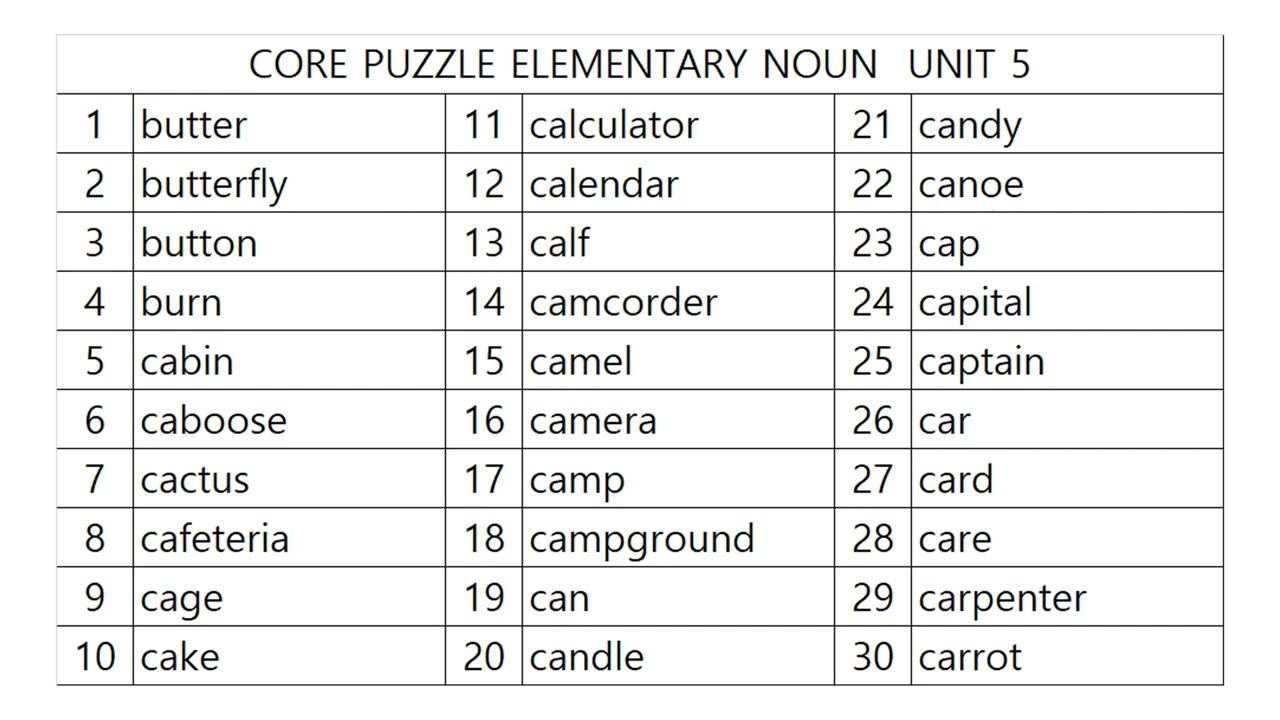 CORE PUZZLE ELEMENTARY NOUN UNIT 5
1 butter 11 calculator 21 candy
2 butterfly 12 calendar 22 canoe
3 button 13 calf 23 cap
4 burn 14 camcorder 24 capital
5 cabin 15 camel 25 captain
6 caboose 16 camera 26 car
7 cactus 17 camp 27 card
8 cafeteria 18 campground 28 care
9 cage 19 can 29 carpenter
10 cake 20 candle 30 carrot